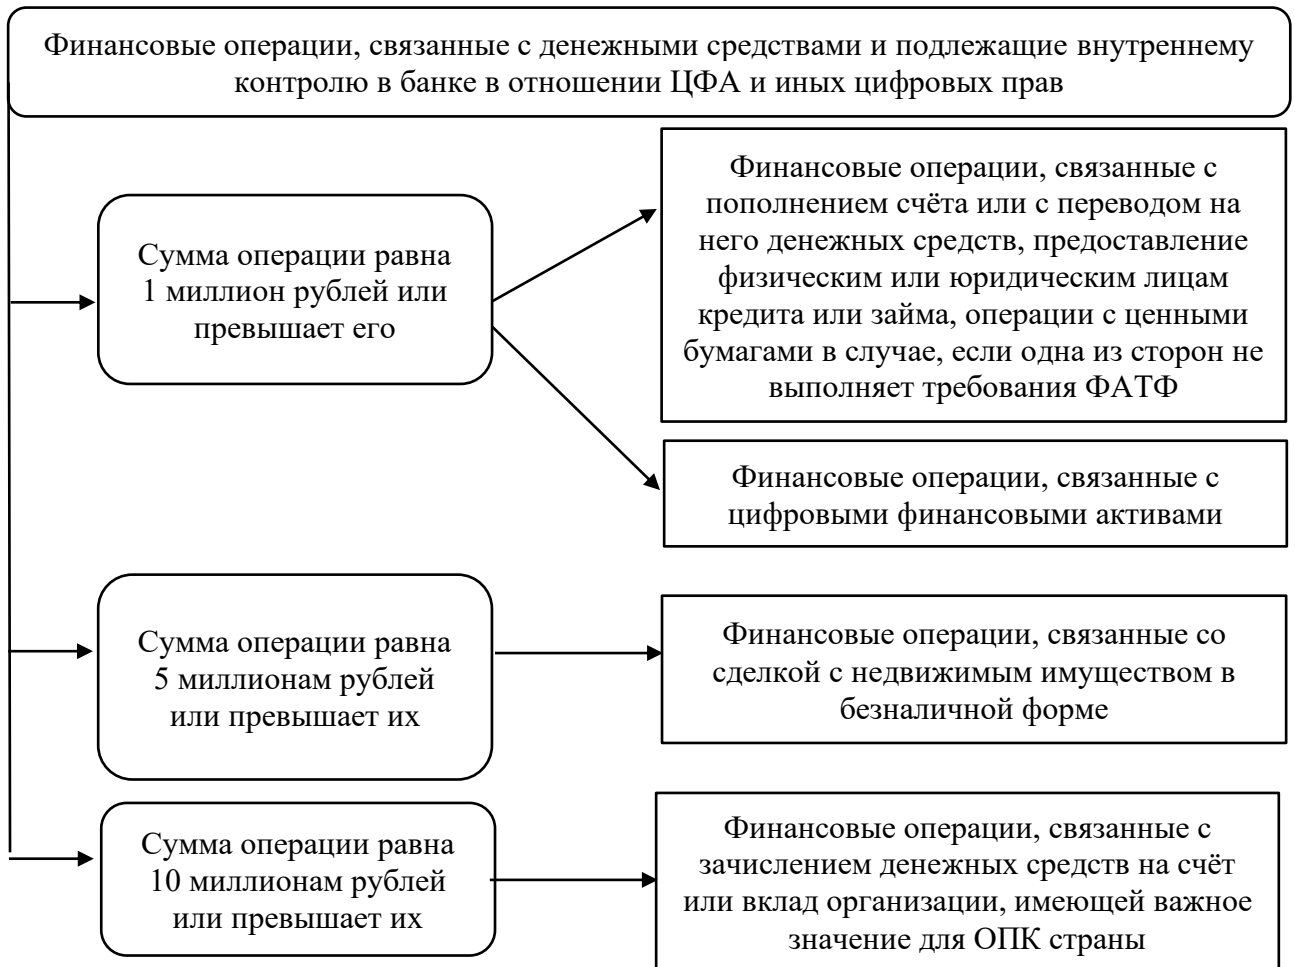 Финансовые операции, связанные с денежными средствами и подлежащие внутреннему
контролю в банке в отношении ЦФА и иных цифровых прав
Сумма операции равна
1 миллион рублей или
превышает его
Финансовые операции, связанные с
пополнением счёта или с переводом на
него денежных средств, предоставление
физическим или юридическим лицам
кредита или займа, операции с ценными
бумагами в случае, если одна из сторон не
выполняет требования ФАТФ
Финансовые операции, связанные с
цифровыми финансовыми активами
Сумма операции равна
5 миллионам рублей
или превышает их
Финансовые операции, связанные со
сделкой с недвижимым имуществом в
безналичной форме
Сумма операции равна
10 миллионам рублей
или превышает их
Финансовые операции, связанные с
зачислением денежных средств на счёт
или вклад организации, имеющей важное
значение для ОПК страны